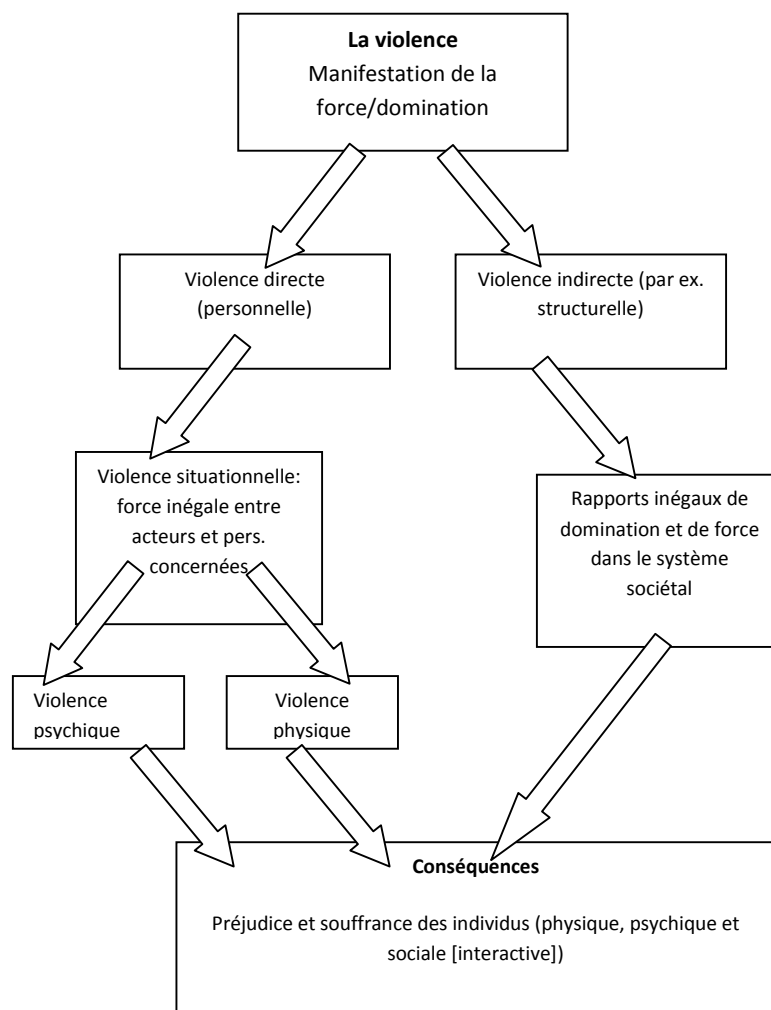 La violence
Manifestation de la
force/domination
Violence directe
(personnelle)
Violence indirecte (par ex.
structurelle)
Violence situationnelle:
force inégale entre
acteurs et pers.
concernées
Rapports inégaux de
domination et de force
dans le système
sociétal
Violence
psychique
Violence
physique
Conséquences
Préjudice et souffrance des individus (physique, psychique et
sociale [interactive])